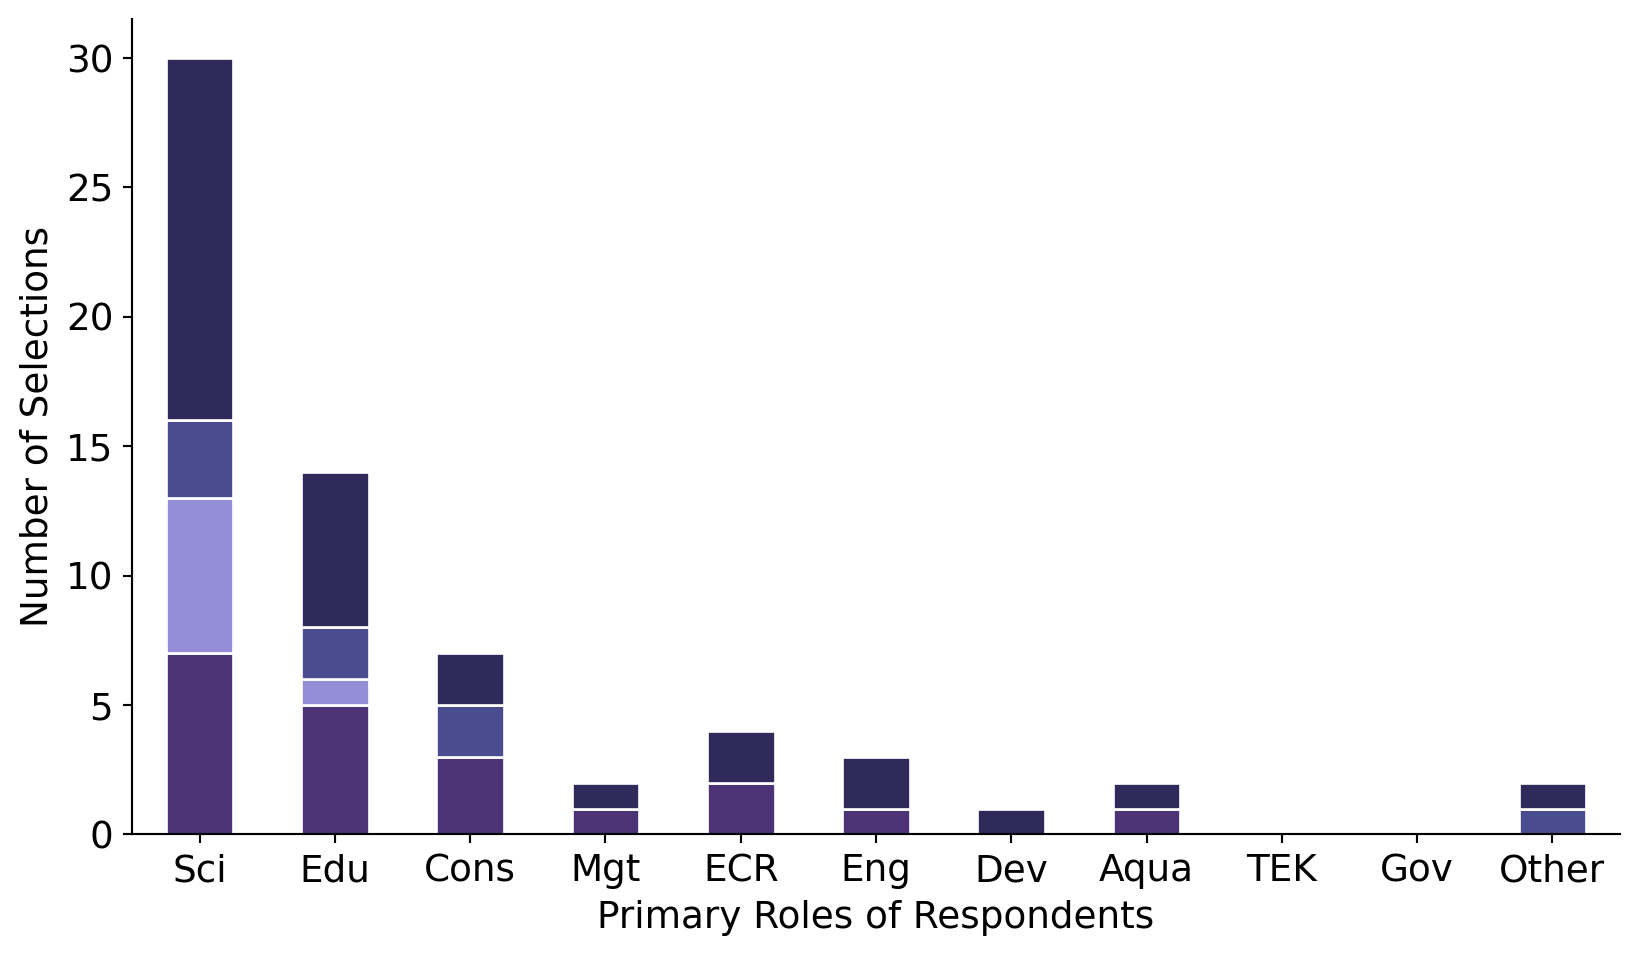 Number of Selections
30
25
20
15
10
5
0
Sci Edu Cons Mgt ECR Eng Dev Aqua TEK Gov Other
Primary Roles of Respondents